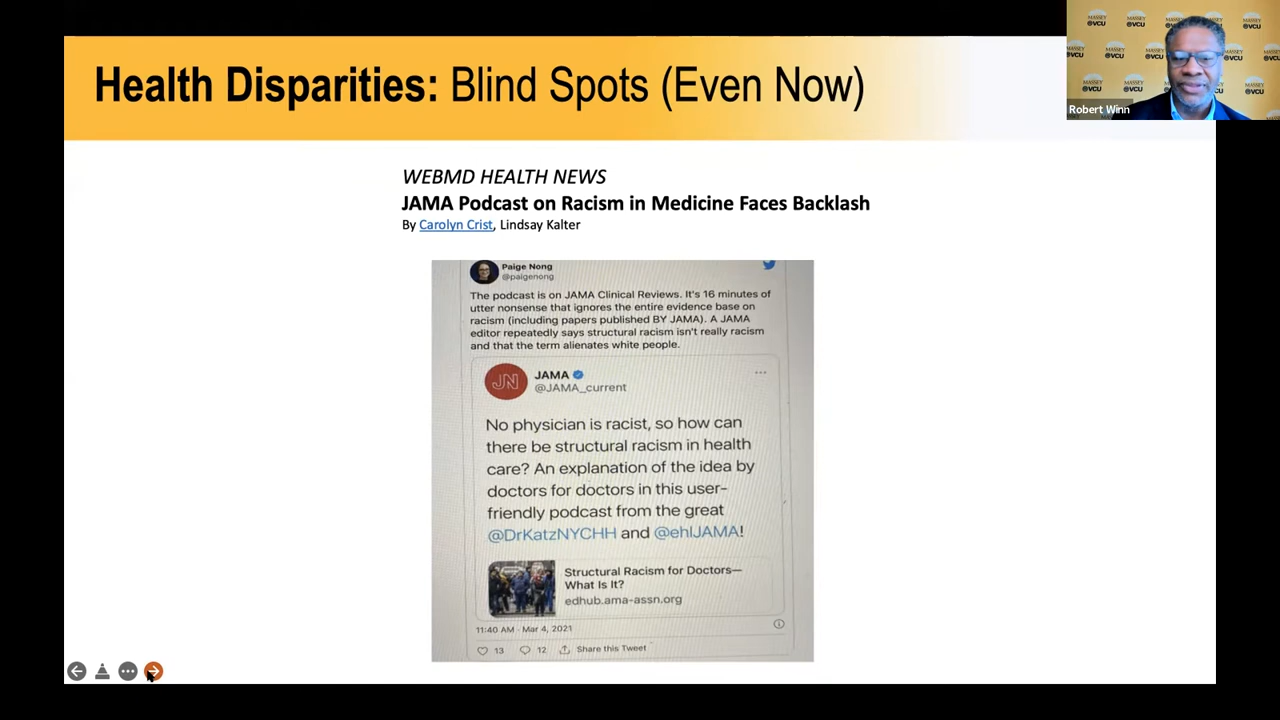 Health Disparities: Blind Spots (Even Now)
MASSEY
@VCU
Robert Winn
WEBMD HEALTH NEWS
JAMA Podcast on Racism in Medicine Faces Backlash
By Carolyn Crist, Lindsay Kalter
Paige Nong
@paigenong
The podcast is on JAMA Clinical Reviews. It's 16 minutes of
utter nonsense that ignores the entire evidence base on
racism (including papers published BY JAMA). A JAMA
editor repeatedly says structural racism isn't really racism
and that the term alienates white people.
JN
JAMA
@JAMA_current
No physician is racist, so how can
there be structural racism in health
care? An explanation of the idea by
doctors for doctors in this user-
friendly podcast from the great
@DrKatzNYCHH and @ehlJAMA!
Structural Racism for Doctors—
What Is It?
edhub.ama-assn.org
11:40 AM · Mar 4, 2021
13 12 Share this Tweet